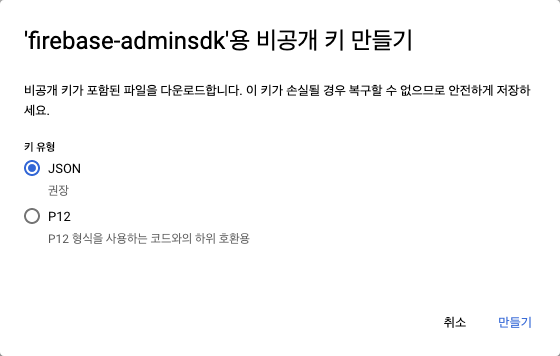 'firebase-adminsdk'용 비공개 키 만들기
비공개 키가 포함된 파일을 다운로드합니다. 이 키가 손실될 경우 복구할 수 없으므로 안전하게 저장하
세요.
키 유형
JSON
권장
P12
P12 형식을 사용하는 코드와의 하위 호환용
취소 만들기